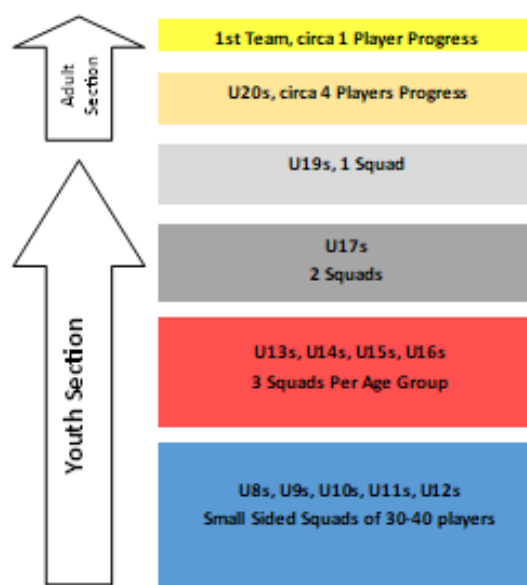 Adult
Section
1st Team, circa 1 Player Progress
U20s, circa 4 Players Progress
U19s, 1 Squad
U17s
2 Squads
Youth Section
U13s, U14s, U15s, U16s
3 Squads Per Age Group
U8s, U9s, U10s, U11s, U12s
Small Sided Squads of 30-40 players